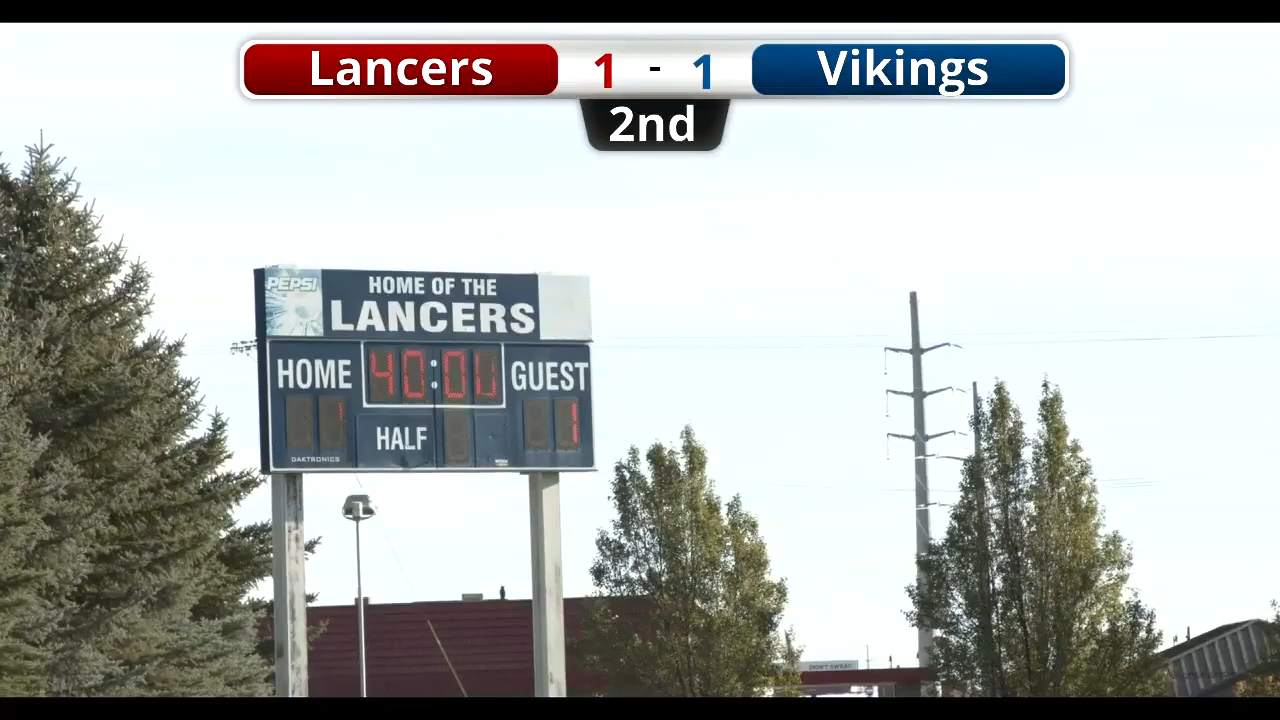 Lancers 1 - 1 Vikings
2nd
PEPSI
HOME OF THE
LANCERS
HOME 40:00 GUEST
1 HALF 1
DAKTRONICS
DON'T SWEAT